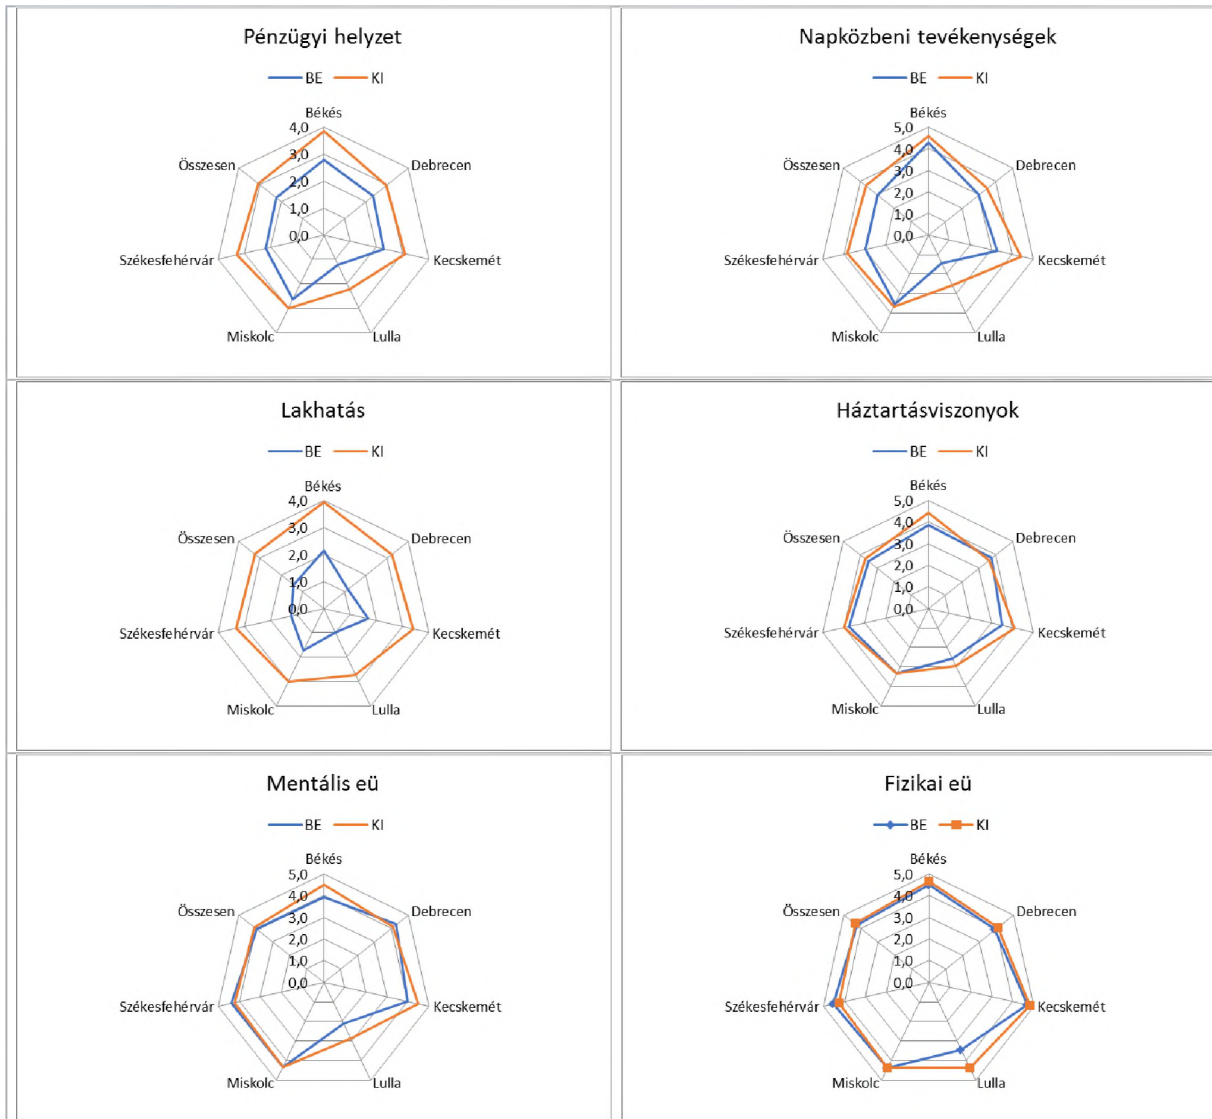 Pénzügyi helyzet
BE KI
Békés
4,0
3,0
2,0
1,0
0,0
Debrecen
Kecskemét
Lulla
Miskolc
Székesfehérvár
Összesen
Napközbeni tevékenységek
BE KI
Békés
5,0
4,0
3,0
2,0
1,0
0,0
Debrecen
Kecskemét
Lulla
Miskolc
Székesfehérvár
Összesen
Lakhatás
BE KI
Békés
4,0
3,0
2,0
1,0
0,0
Debrecen
Kecskemét
Lulla
Miskolc
Székesfehérvár
Összesen
Háztartásviszonyok
BE KI
Békés
5,0
4,0
3,0
2,0
1,0
0,0
Debrecen
Kecskemét
Lulla
Miskolc
Székesfehérvár
Összesen
Mentális eü
BE KI
Békés
5,0
4,0
3,0
2,0
1,0
0,0
Debrecen
Kecskemét
Lulla
Miskolc
Székesfehérvár
Összesen
Fizikai eü
BE KI
Békés
5,0
4,0
3,0
2,0
1,0
0,0
Debrecen
Kecskemét
Lulla
Miskolc
Székesfehérvár
Összesen